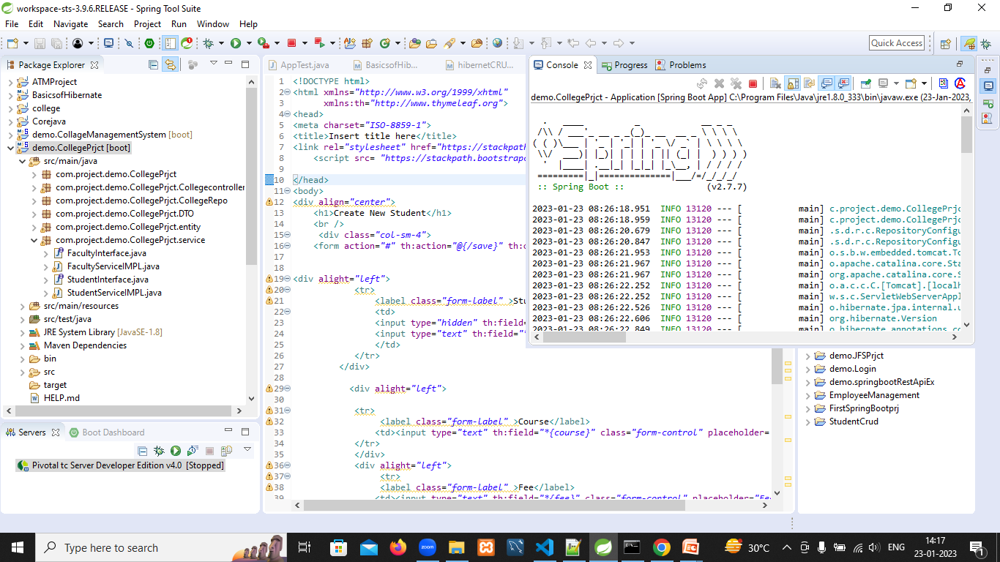 workspace-sts-3.9.6.RELEASE - Spring Tool Suite
File Edit Navigate Search Project Run Window Help
Quick Access
Package Explorer
ATMProject
BasicsofHibernate
college
Corejava
demo.CollageManagementSystem [boot]
demo.CollegePrjct [boot]
src/main/java
com.project.demo.CollegePrjct
com.project.demo.CollegePrjct.Collegecontroller
com.project.demo.CollegePrjct.CollegeRepo
com.project.demo.CollegePrjct.DTO
com.project.demo.CollegePrjct.entity
com.project.demo.CollegePrjct.service
FacultyInterface.java
FacultyServiceIMPL.java
StudentInterface.java
StudentServiceIMPL.java
src/main/resources
src/test/java
JRE System Library [JavaSE-1.8]
Maven Dependencies
bin
src
target
HELP.md
Servers
Boot Dashboard
Pivotal tc Server Developer Edition v4.0 [Stopped]
AppTest.java
BasicsofHib...
hibernetCRU...
1 <!DOCTYPE html>
2 <html xmlns="http://www.w3.org/1999/xhtml"
3 xmlns:th="http://www.thymeleaf.org">
4 <head>
5 <meta charset="ISO-8859-1">
6 <title>Insert title here</title>
7 <link rel="stylesheet" href="https://stackpath
8 <script src= "https://stackpath.bootstrapc
9
10 </head>
11 <body>
12 <div align="center">
13 <h1>Create New Student</h1>
14 <br />
15 <div class="col-sm-4">
16 <form action="#" th:action="@{/save}" th:o
17
18
19 <div alight="left">
20 <tr>
21 <label class="form-label" >Stu
22 <td>
23 <input type="hidden" th:field=
24 <input type="text" th:field="*
25 </td>
26 </tr>
27 </div>
28
29 <div alight="left">
30
31 <tr>
32 <label class="form-label" >Course</label>
33 <td><input type="text" th:field="*{course}" class="form-control" placeholder=
34 </tr>
35 </div>
36 <div alight="left">
37 <tr>
38 <label class="form-label" >Fee</label>
39 <td><input type="text" th:field="*{fee}" class="form-control" placeholder="Fe
Console
Progress
Problems
demo.CollegePrjct - Application [Spring Boot App] C:\Program Files\Java\jre1.8.0_333\bin\javaw.exe (23-Jan-2023,
:: Spring Boot :: (v2.7.7)
2023-01-23 08:26:18.951 INFO 13120 --- [ main] c.project.demo.CollegePrjc
2023-01-23 08:26:18.959 INFO 13120 --- [ main] c.project.demo.CollegePrjc
2023-01-23 08:26:20.679 INFO 13120 --- [ main] .s.d.r.c.RepositoryConfigu
2023-01-23 08:26:20.847 INFO 13120 --- [ main] .s.d.r.c.RepositoryConfigu
2023-01-23 08:26:21.953 INFO 13120 --- [ main] o.s.b.w.embedded.tomcat.To
2023-01-23 08:26:21.967 INFO 13120 --- [ main] o.apache.catalina.core.Sta
2023-01-23 08:26:21.967 INFO 13120 --- [ main] org.apache.catalina.core.S
2023-01-23 08:26:22.252 INFO 13120 --- [ main] o.a.c.c.C.[Tomcat].[localh
2023-01-23 08:26:22.252 INFO 13120 --- [ main] w.s.c.ServletWebServerAppl
2023-01-23 08:26:22.526 INFO 13120 --- [ main] o.hibernate.jpa.internal.u
2023-01-23 08:26:22.606 INFO 13120 --- [ main] org.hibernate.Version
2023-01-23 08:26:22.849 INFO 13120 --- [ main] o.hibernate.annotations.co
demo.JFSPrjct
demo.Login
demo.springbootRestApiEx
EmployeeManagement
FirstSpringBootprj
StudentCrud
Type here to search
zoom
30°C
ENG
14:17
23-01-2023
1